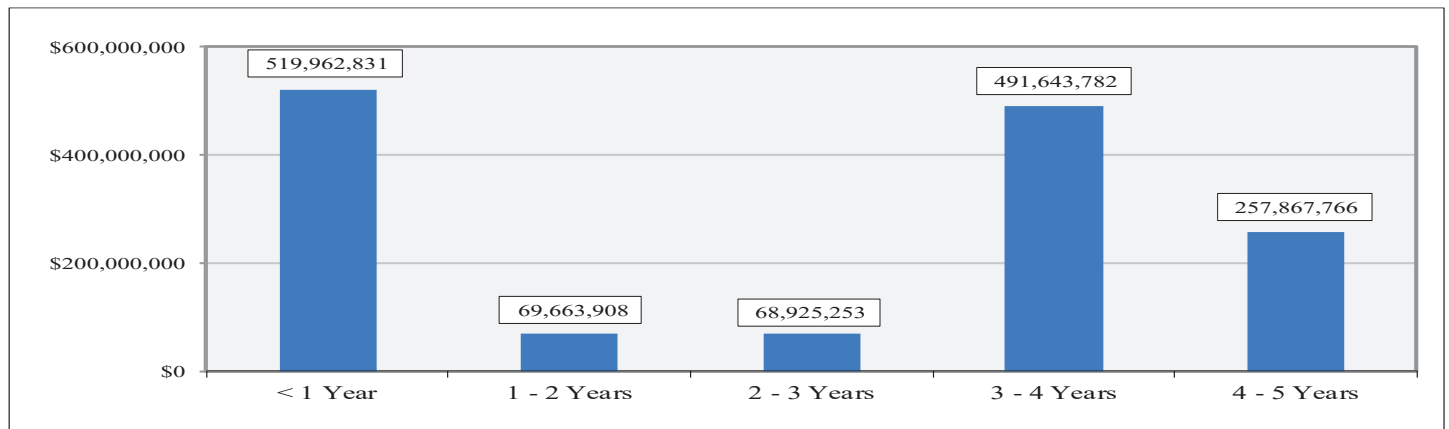 $600,000,000
519,962,831
491,643,782
$400,000,000
257,867,766
$200,000,000
69,663,908
68,925,253
$0
< 1 Year
1 - 2 Years
2 - 3 Years
3 - 4 Years
4 - 5 Years